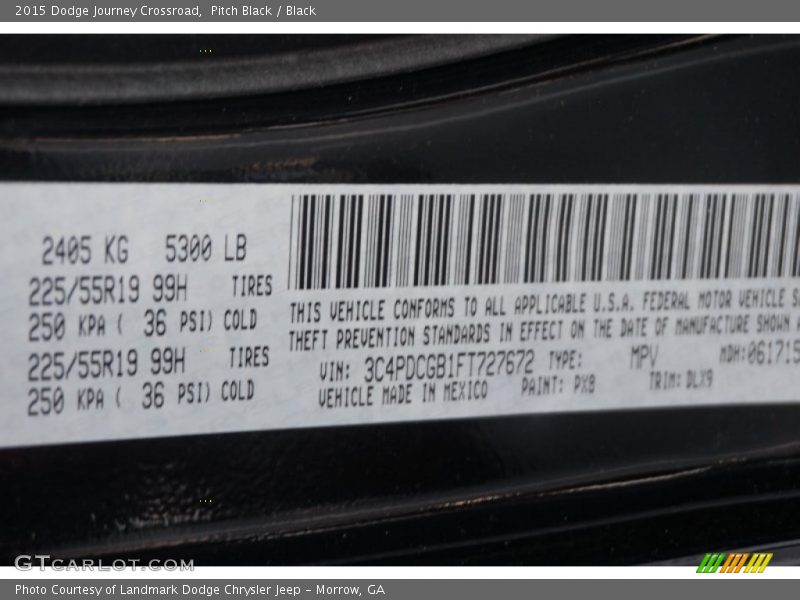 2015 Dodge Journey Crossroad, Pitch Black / Black
2405 KG 5300 LB
225/55R19 99H TIRES
250 KPA ( 36 PSI) COLD
225/55R19 99H TIRES
250 KPA ( 36 PSI) COLD
THIS VEHICLE CONFORMS TO ALL APPLICABLE U.S.A. FEDERAL MOTOR VEHICLE S
THEFT PREVENTION STANDARDS IN EFFECT ON THE DATE OF MANUFACTURE SHOWN A
VIN: 3C4PDCGB1FT727672 TYPE: MPV MDH:061715
VEHICLE MADE IN MEXICO PAINT: PX8 TRIM: DLX9
GTCARLOT.COM
Photo Courtesy of Landmark Dodge Chrysler Jeep – Morrow, GA